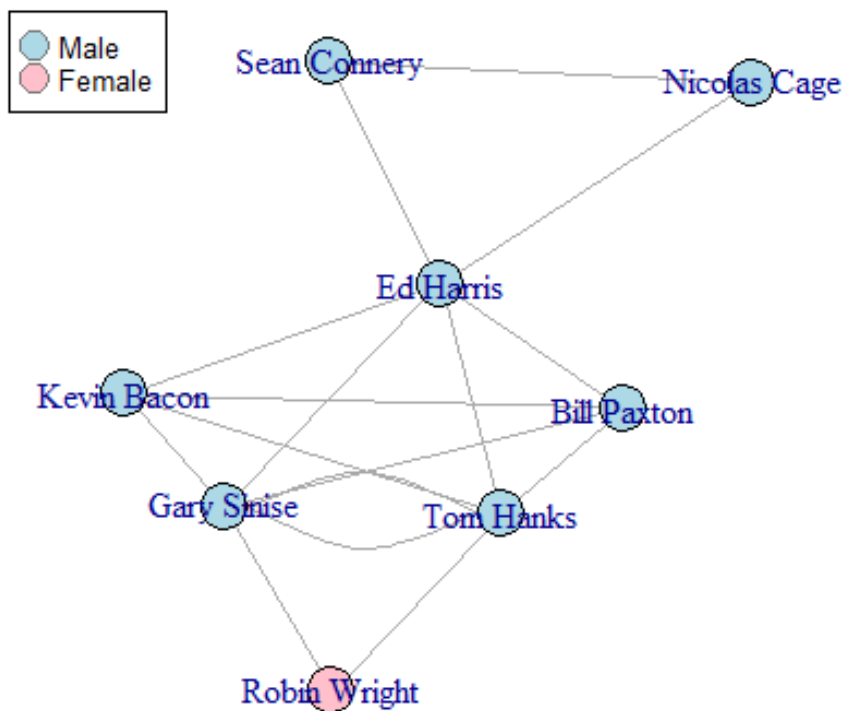 Male
Female
Sean Connery
Nicolas Cage
Ed Harris
Kevin Bacon
Bill Paxton
Gary Sinise
Tom Hanks
Robin Wright